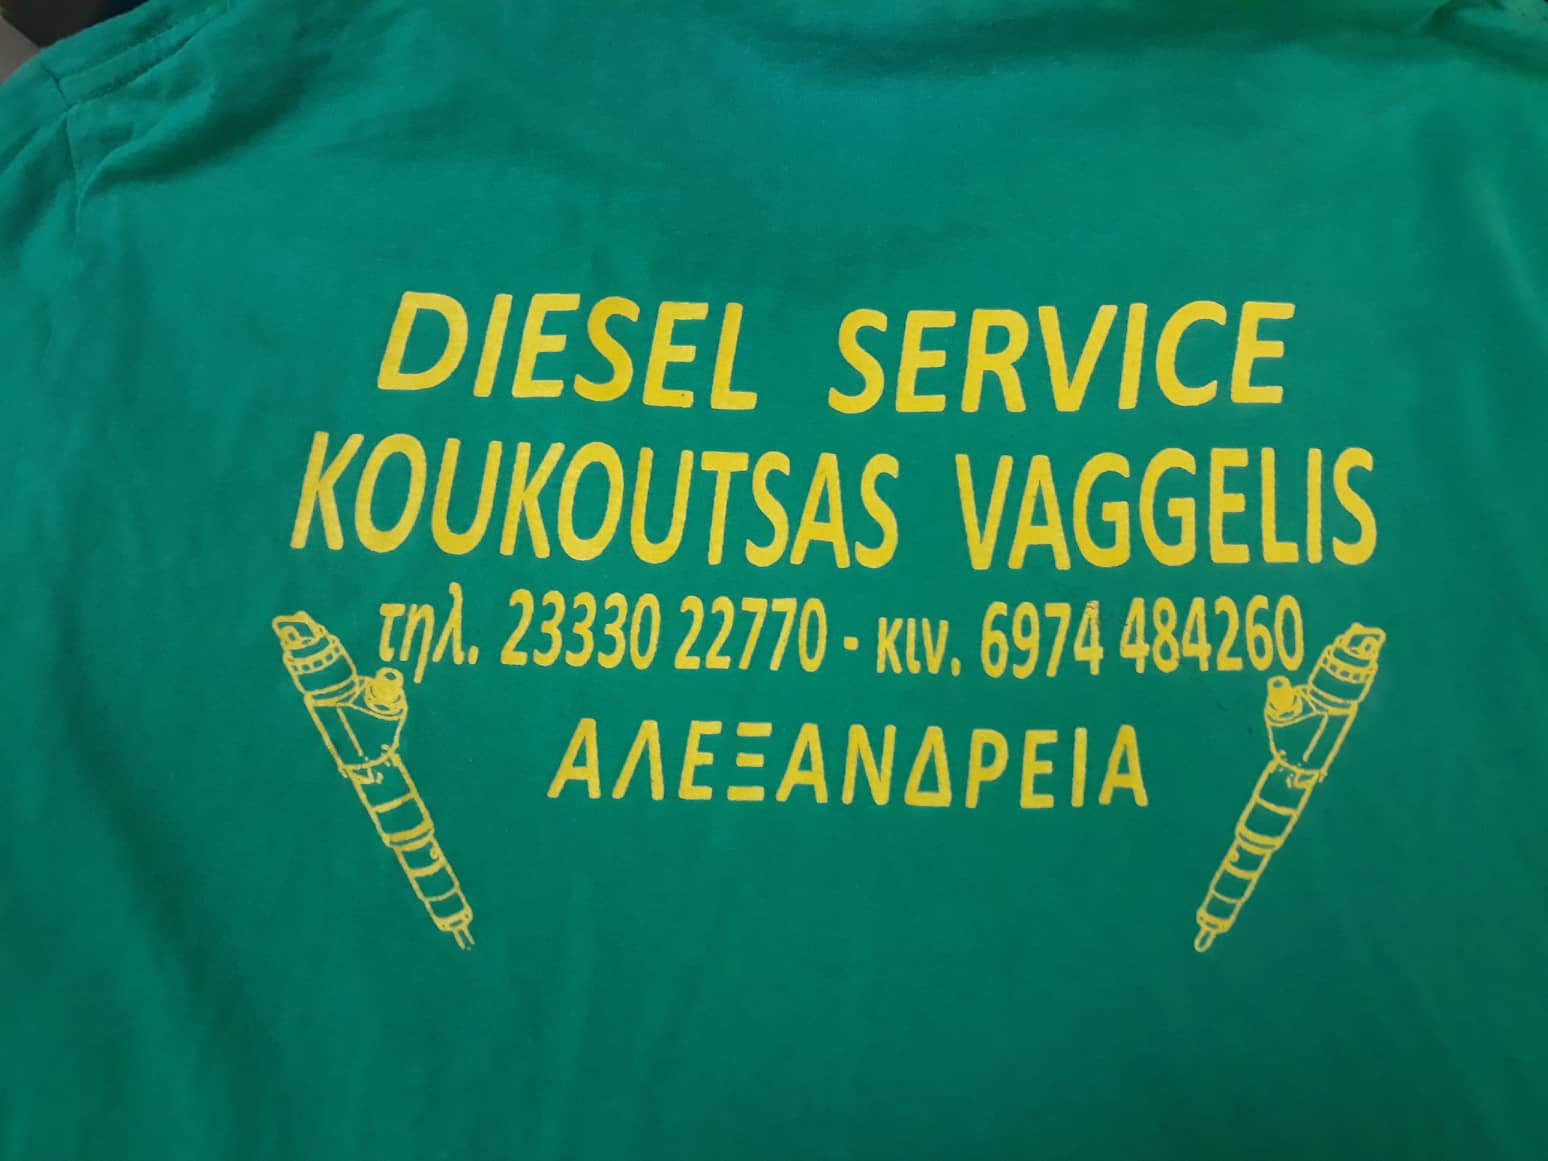 DIESEL SERVICE
KOUKOUTSAS VAGGELIS
τηλ. 23330 22770 - κιν. 6974 484260
ΑΛΕΞΑΝΔΡΕΙΑ